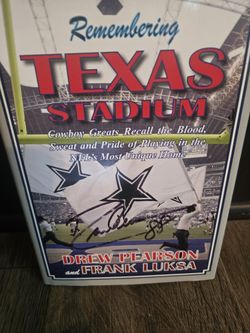 Remembering
TEXAS
STADIUM
Cowboy Greats Recall the Blood,
Sweat and Pride of Playing in the
NFL's Most Unique Home
DREW PEARSON
and FRANK LUKSA